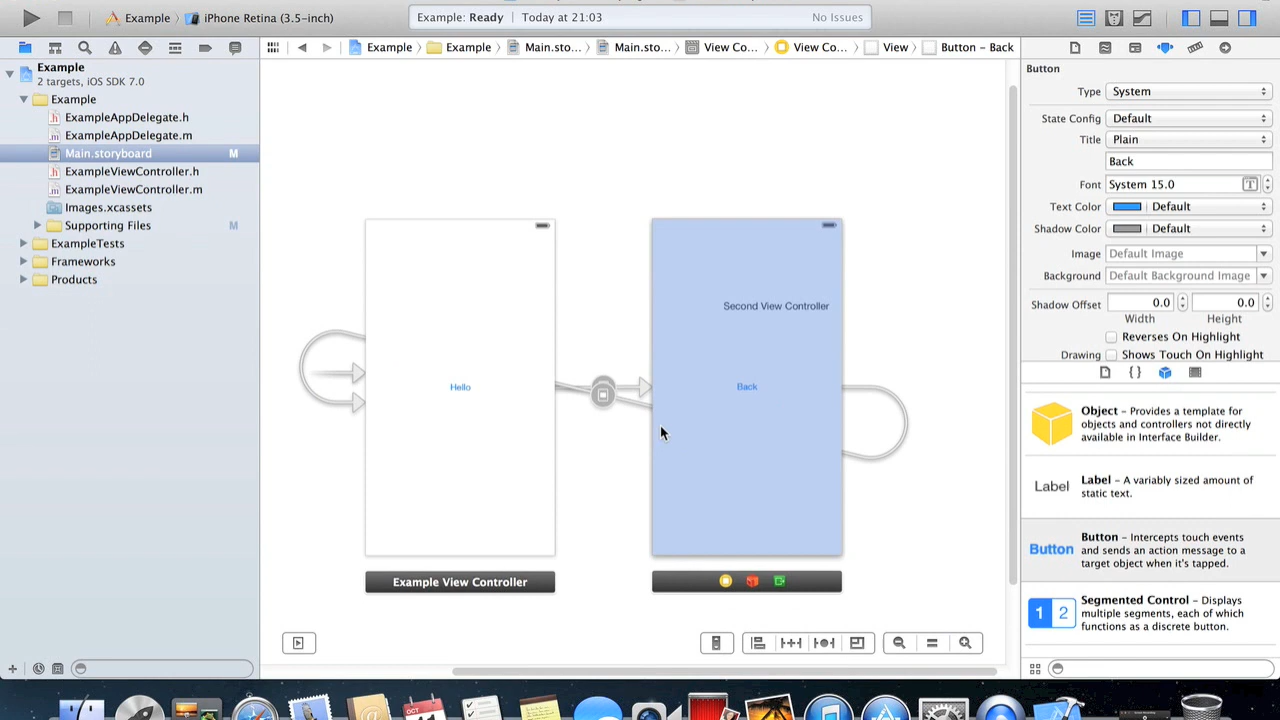 Example iPhone Retina (3.5-inch)
Example: Ready Today at 21:03 No Issues
Example Example Main.sto... Main.sto... View Co... View Co... View Button – Back
Example
2 targets, iOS SDK 7.0
Example
ExampleAppDelegate.h
ExampleAppDelegate.m
Main.storyboard M
ExampleViewController.h
ExampleViewController.m
Images.xcassets
Supporting Files M
ExampleTests
Frameworks
Products
Hello
Example View Controller
Second View Controller
Back
Button
Type System
State Config Default
Title Plain
Back
Font System 15.0 T
Text Color Default
Shadow Color Default
Image Default Image
Background Default Background Image
Shadow Offset 0.0 0.0
Width Height
Reverses On Highlight
Drawing Shows Touch On Highlight
{ }
Object – Provides a template for
objects and controllers not directly
available in Interface Builder.
Label Label – A variably sized amount of
static text.
Button Button – Intercepts touch events
and sends an action message to a
target object when it's tapped.
1 2 Segmented Control – Displays
multiple segments, each of which
functions as a discrete button.
OCT